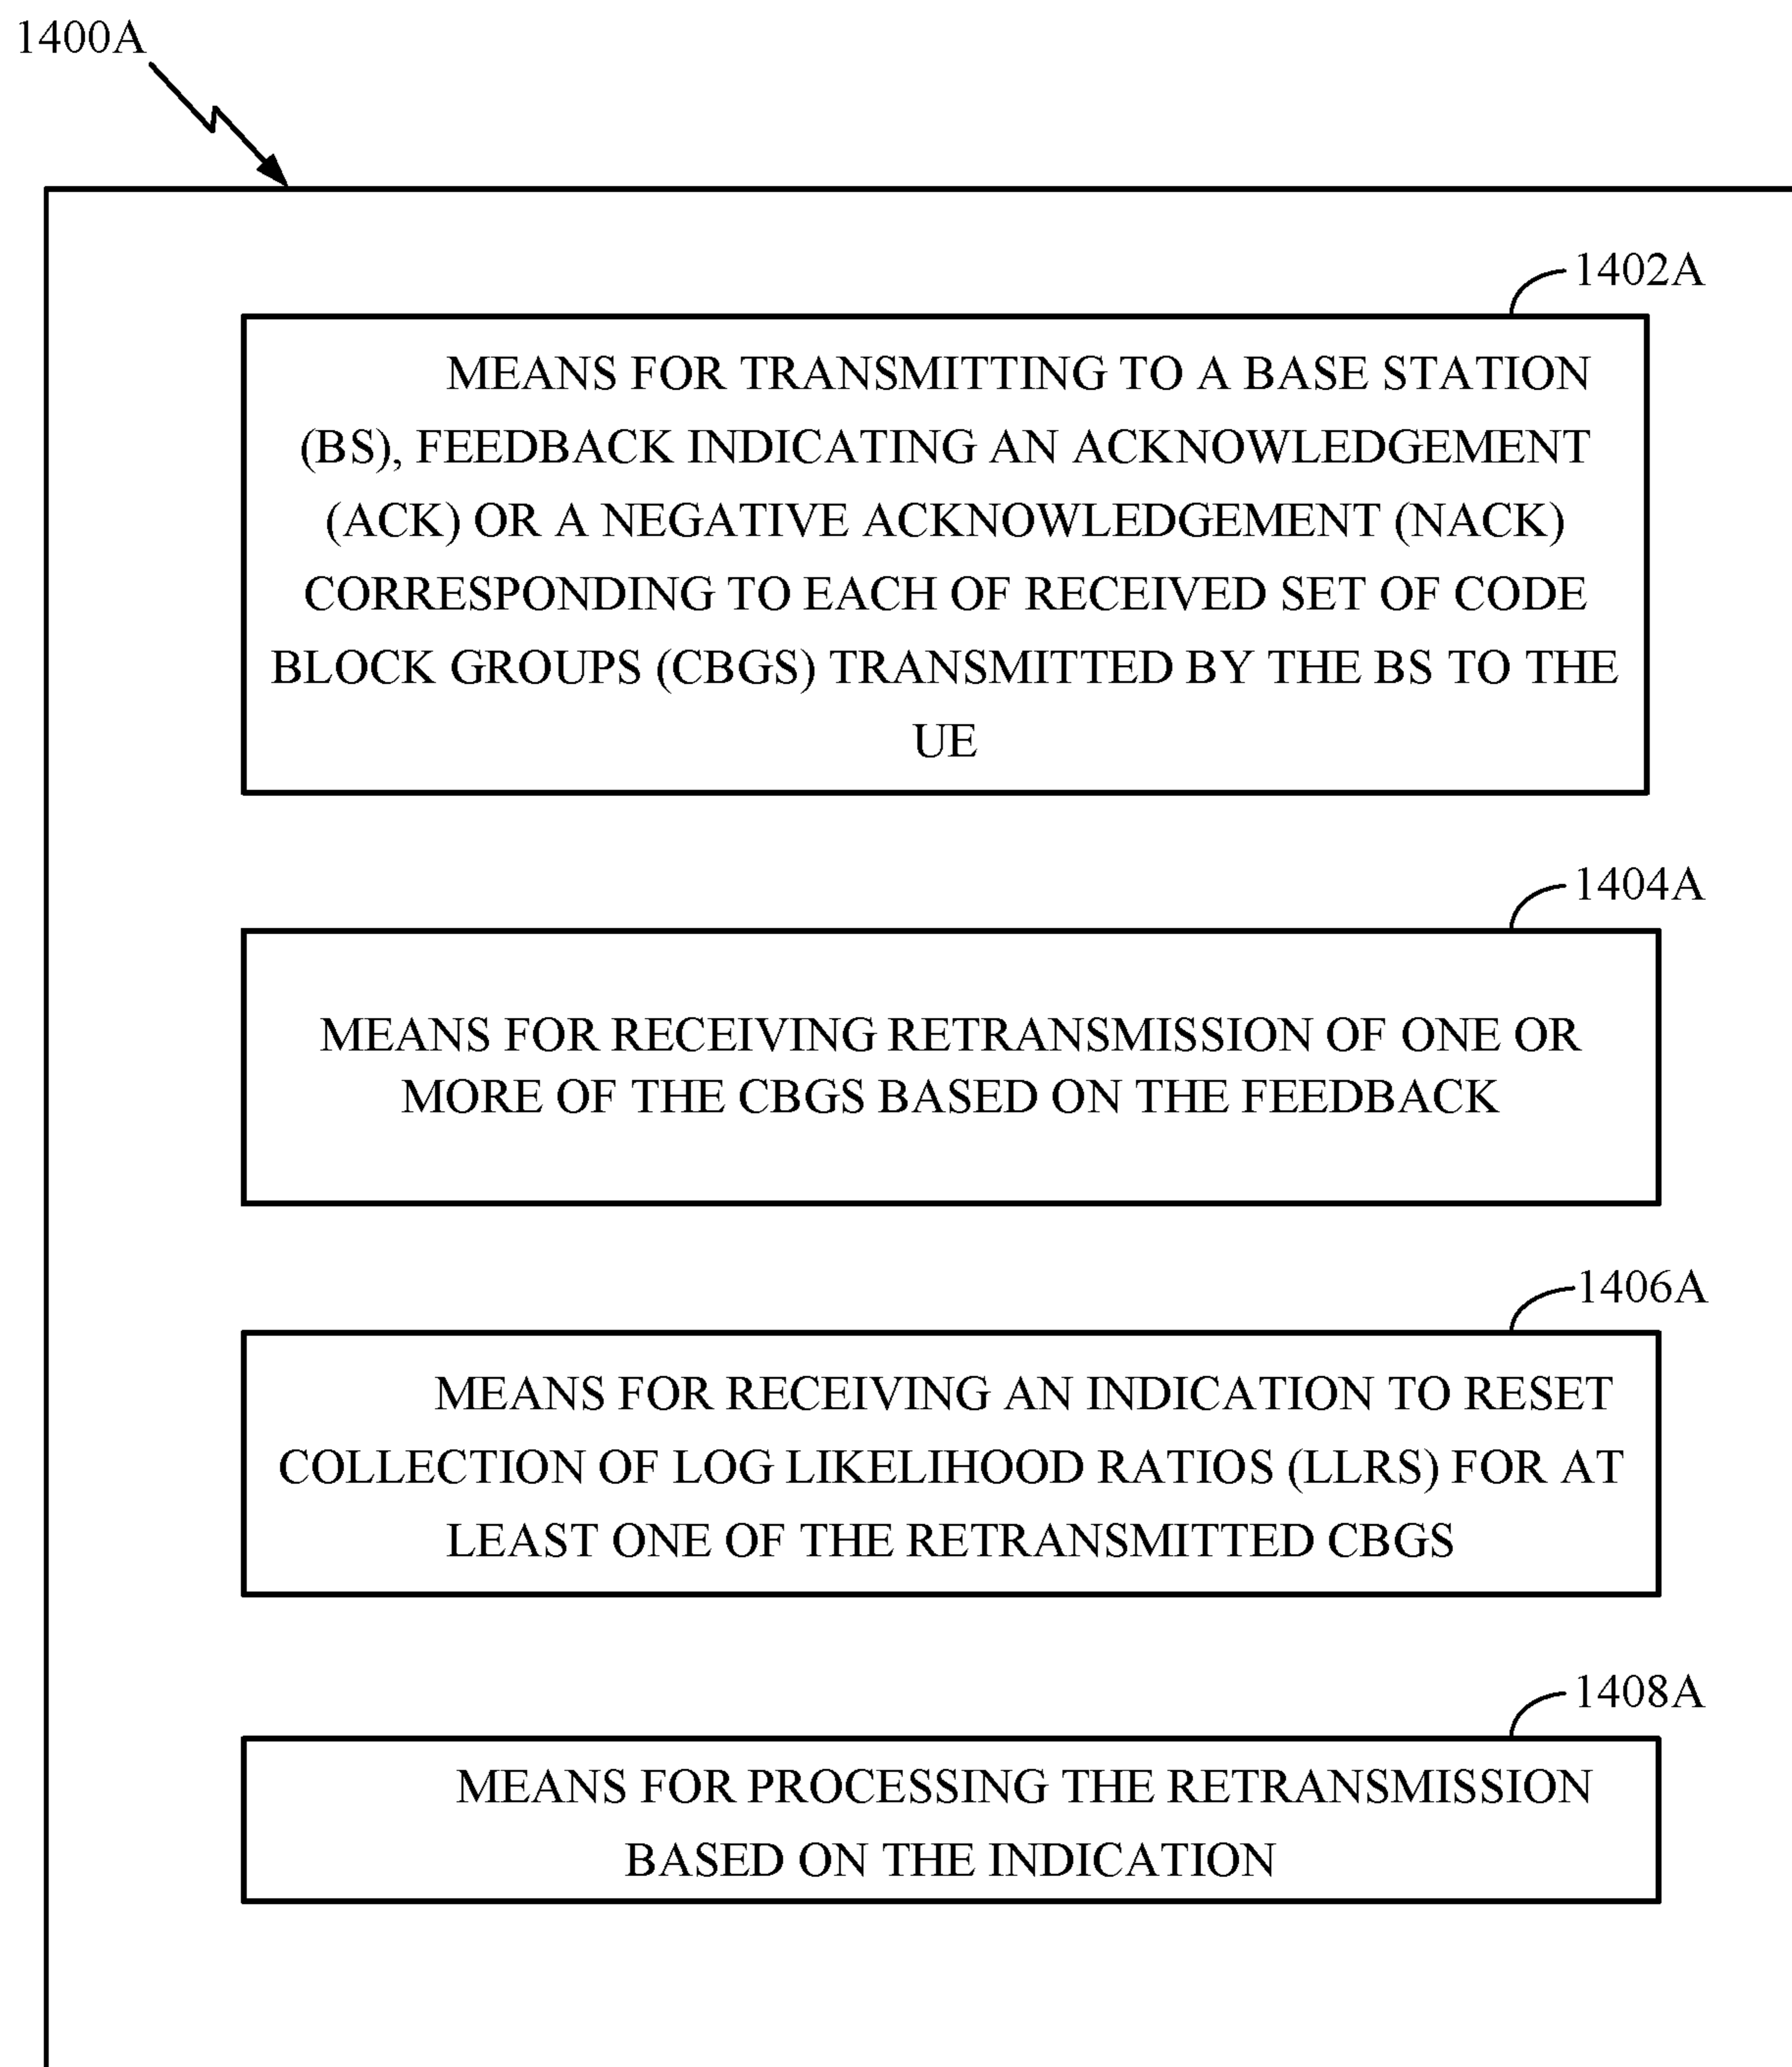 1400A
1402A
MEANS FOR TRANSMITTING TO A BASE STATION
(BS), FEEDBACK INDICATING AN ACKNOWLEDGEMENT
(ACK) OR A NEGATIVE ACKNOWLEDGEMENT (NACK)
CORRESPONDING TO EACH OF RECEIVED SET OF CODE
BLOCK GROUPS (CBGS) TRANSMITTED BY THE BS TO THE
UE
1404A
MEANS FOR RECEIVING RETRANSMISSION OF ONE OR
MORE OF THE CBGS BASED ON THE FEEDBACK
1406A
MEANS FOR RECEIVING AN INDICATION TO RESET
COLLECTION OF LOG LIKELIHOOD RATIOS (LLRS) FOR AT
LEAST ONE OF THE RETRANSMITTED CBGS
1408A
MEANS FOR PROCESSING THE RETRANSMISSION
BASED ON THE INDICATION